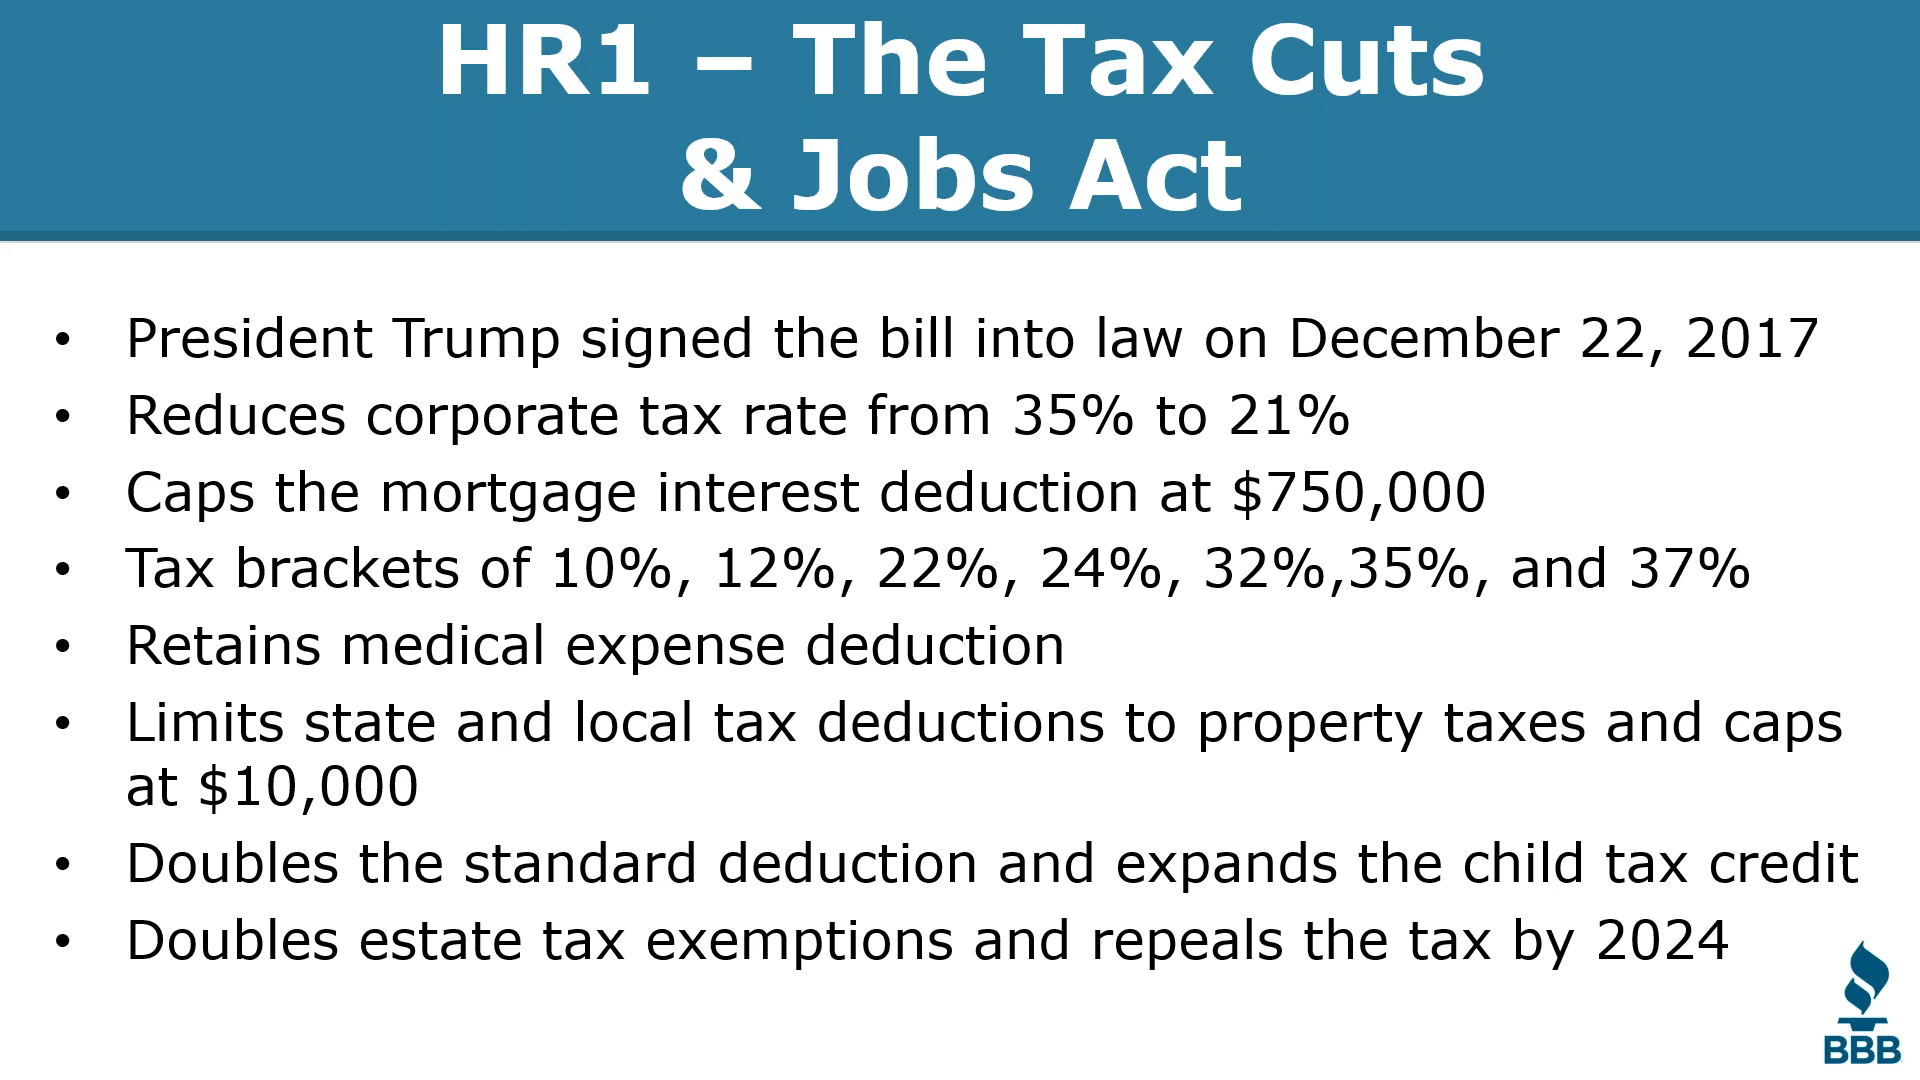 HR1 – The Tax Cuts
& Jobs Act
• President Trump signed the bill into law on December 22, 2017
• Reduces corporate tax rate from 35% to 21%
• Caps the mortgage interest deduction at $750,000
• Tax brackets of 10%, 12%, 22%, 24%, 32%,35%, and 37%
• Retains medical expense deduction
• Limits state and local tax deductions to property taxes and caps
at $10,000
• Doubles the standard deduction and expands the child tax credit
• Doubles estate tax exemptions and repeals the tax by 2024
BBB